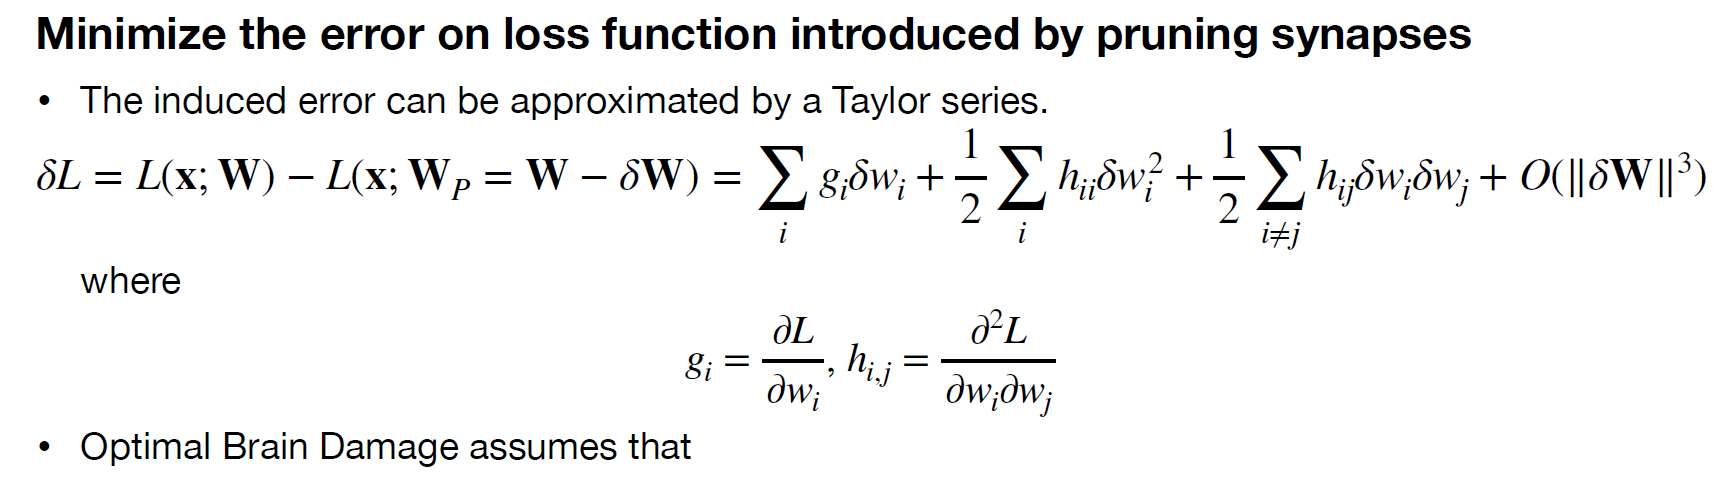 Minimize the error on loss function introduced by pruning synapses
• The induced error can be approximated by a Taylor series.
δL = L(x; W) − L(x; W_P = W − δW) = ∑_i g_i δw_i + 1/2 ∑_i h_ii δw_i^2 + 1/2 ∑_{i≠j} h_ij δw_i δw_j + O(∥δW∥^3)
where
g_i = ∂L/∂w_i, h_{i,j} = ∂^2L/∂w_i∂w_j
• Optimal Brain Damage assumes that